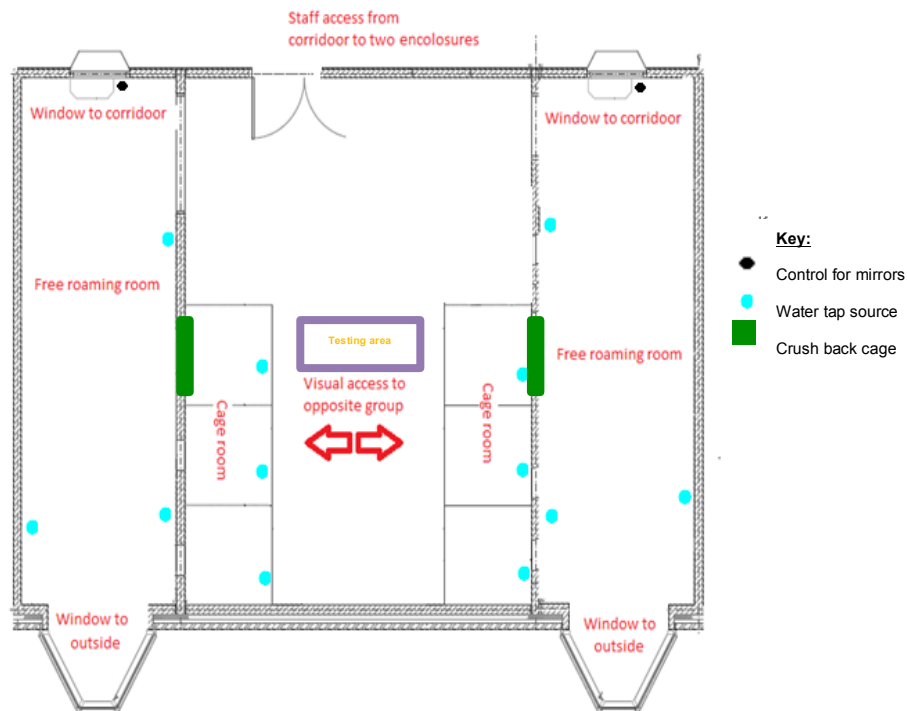 Staff access from
corridoor to two encolosures
Window to corridoor
Window to corridoor
Free roaming room
Testing area
Visual access to
opposite group
Cage room
Cage room
Free roaming room
Window to
outside
Window to
outside
Key:
Control for mirrors
Water tap source
Crush back cage